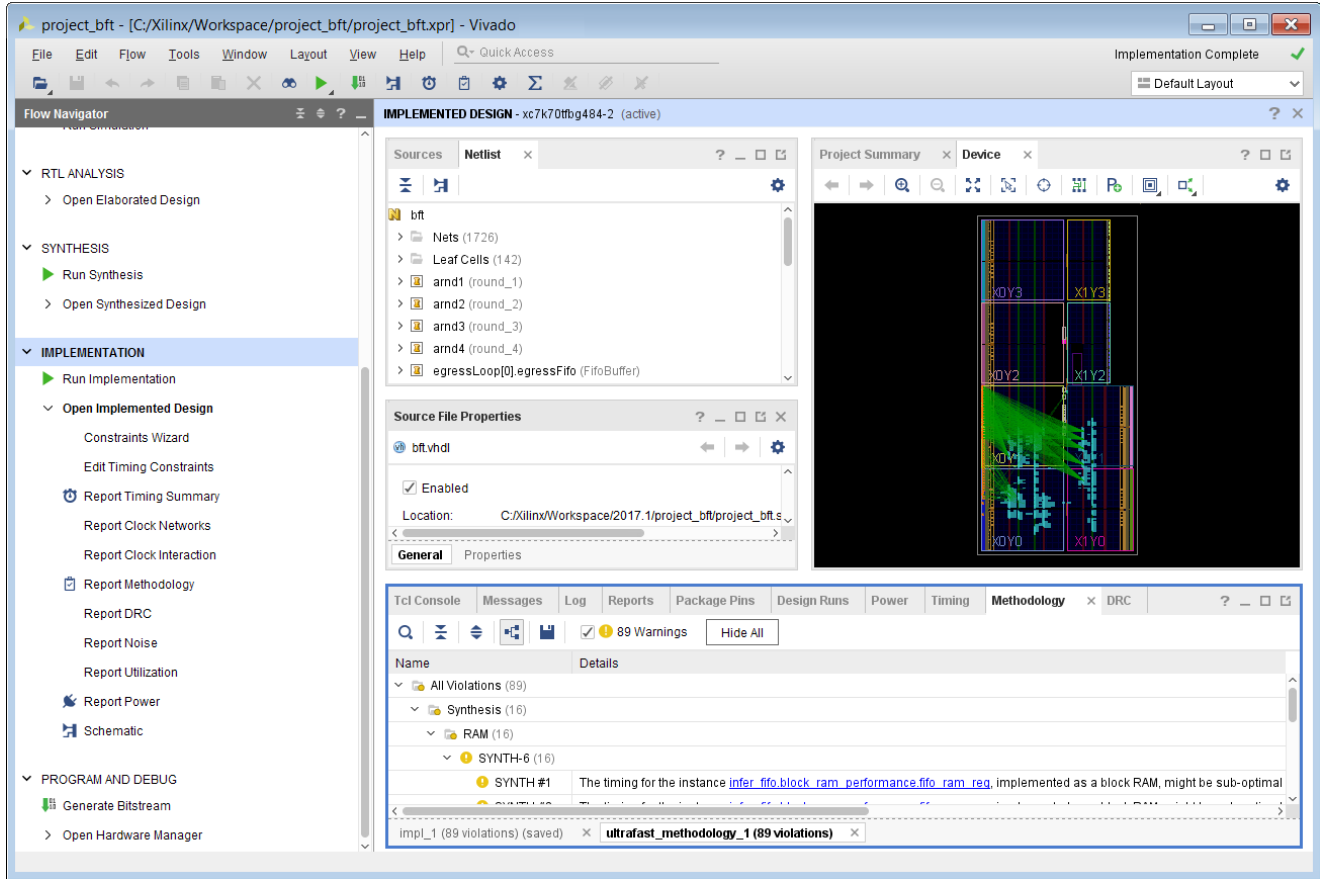 project_bft - [C:/Xilinx/Workspace/project_bft/project_bft.xpr] - Vivado
File Edit Flow Tools Window Layout View Help Quick Access Implementation Complete
Default Layout
Flow Navigator
IMPLEMENTED DESIGN - xc7k70tfbg484-2 (active)
Run Simulation
RTL ANALYSIS
Open Elaborated Design
SYNTHESIS
Run Synthesis
Open Synthesized Design
IMPLEMENTATION
Run Implementation
Open Implemented Design
Constraints Wizard
Edit Timing Constraints
Report Timing Summary
Report Clock Networks
Report Clock Interaction
Report Methodology
Report DRC
Report Noise
Report Utilization
Report Power
Schematic
PROGRAM AND DEBUG
Generate Bitstream
Open Hardware Manager
Sources Netlist
bft
Nets (1726)
Leaf Cells (142)
arnd1 (round_1)
arnd2 (round_2)
arnd3 (round_3)
arnd4 (round_4)
egressLoop[0].egressFifo (FifoBuffer)
Source File Properties
bft.vhdl
Enabled
Location: C:/Xilinx/Workspace/2017.1/project_bft/project_bft.s
General Properties
Project Summary Device
X0Y3 X1Y3
X0Y2 X1Y2
X0Y0 X1Y0
Tcl Console Messages Log Reports Package Pins Design Runs Power Timing Methodology DRC
89 Warnings Hide All
Name Details
All Violations (89)
Synthesis (16)
RAM (16)
SYNTH-6 (16)
SYNTH #1 The timing for the instance infer_fifo.block_ram_performance.fifo_ram_reg, implemented as a block RAM, might be sub-optimal
impl_1 (89 violations) (saved) ultrafast_methodology_1 (89 violations)